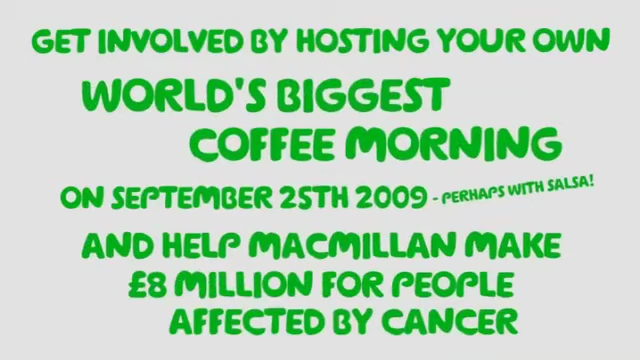 GET INVOLVED BY HOSTING YOUR OWN
WORLD'S BIGGEST
COFFEE MORNING
ON SEPTEMBER 25TH 2009 - PERHAPS WITH SALSA!
AND HELP MACMILLAN MAKE
£8 MILLION FOR PEOPLE
AFFECTED BY CANCER